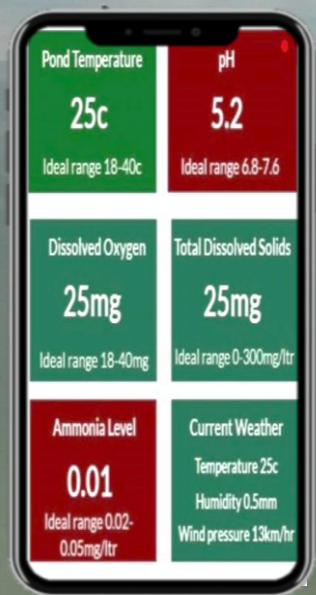 Pond Temperature
25c
Ideal range 18-40c
pH
5.2
Ideal range 6.8-7.6
Dissolved Oxygen
25mg
Ideal range 18-40mg
Total Dissolved Solids
25mg
Ideal range 0-300mg/ltr
Ammonia Level
0.01
Ideal range 0.02-
0.05mg/ltr
Current Weather
Temperature 25c
Humidity 0.5mm
Wind pressure 13km/hr